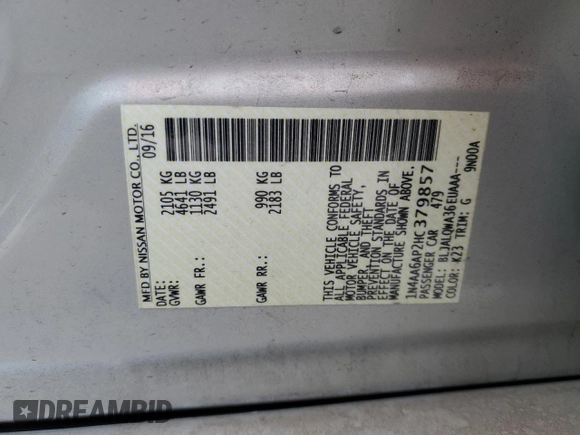 MFD BY NISSAN MOTOR CO., LTD.
DATE: 09/16
GVWR: 2105 KG
4641 LB
GAWR FR: 1130 KG
2491 LB
GAWR RR: 990 KG
2183 LB
THIS VEHICLE CONFORMS TO
ALL APPLICABLE FEDERAL
MOTOR VEHICLE SAFETY,
BUMPER, AND THEFT
PREVENTION STANDARDS IN
EFFECT ON THE DATE OF
MANUFACTURE SHOWN ABOVE.
1N4AA6AP2HC379857
PASSENGER CAR 479
MODEL: BLJALQWA36EUAAA---
COLOR: K23 TRIM: G 9N00A
DREAMBID